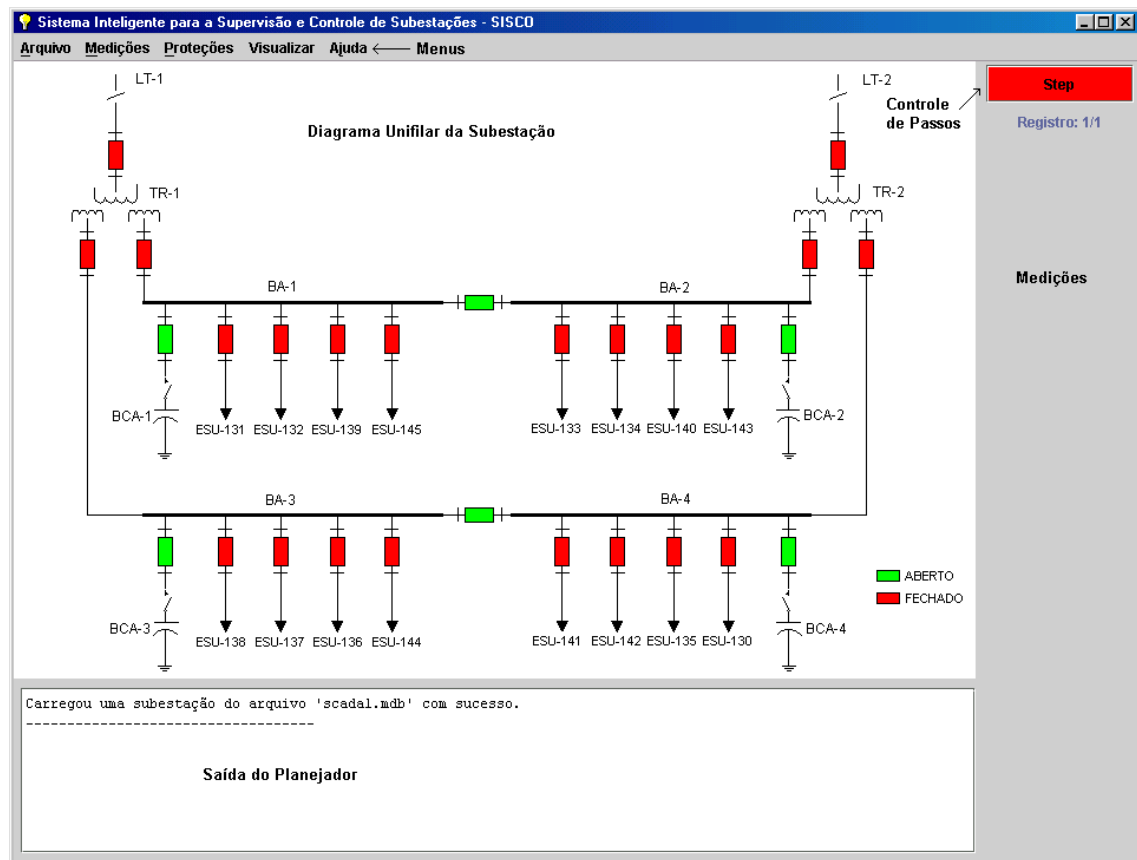 Sistema Inteligente para a Supervisão e Controle de Subestações - SISCO
Arquivo Medições Proteções Visualizar Ajuda Menus
LT-1
LT-2
Step
Controle
de Passos
Registro: 1/1
Diagrama Unifilar da Subestação
TR-1
TR-2
Medições
BA-1
BA-2
BCA-1
BCA-2
ESU-131 ESU-132 ESU-139 ESU-145
ESU-133 ESU-134 ESU-140 ESU-143
BA-3
BA-4
ABERTO
FECHADO
BCA-3
BCA-4
ESU-138 ESU-137 ESU-136 ESU-144
ESU-141 ESU-142 ESU-135 ESU-130
Carregou uma subestação do arquivo 'scada1.mdb' com sucesso.
-----------------------------------
Saída do Planejador